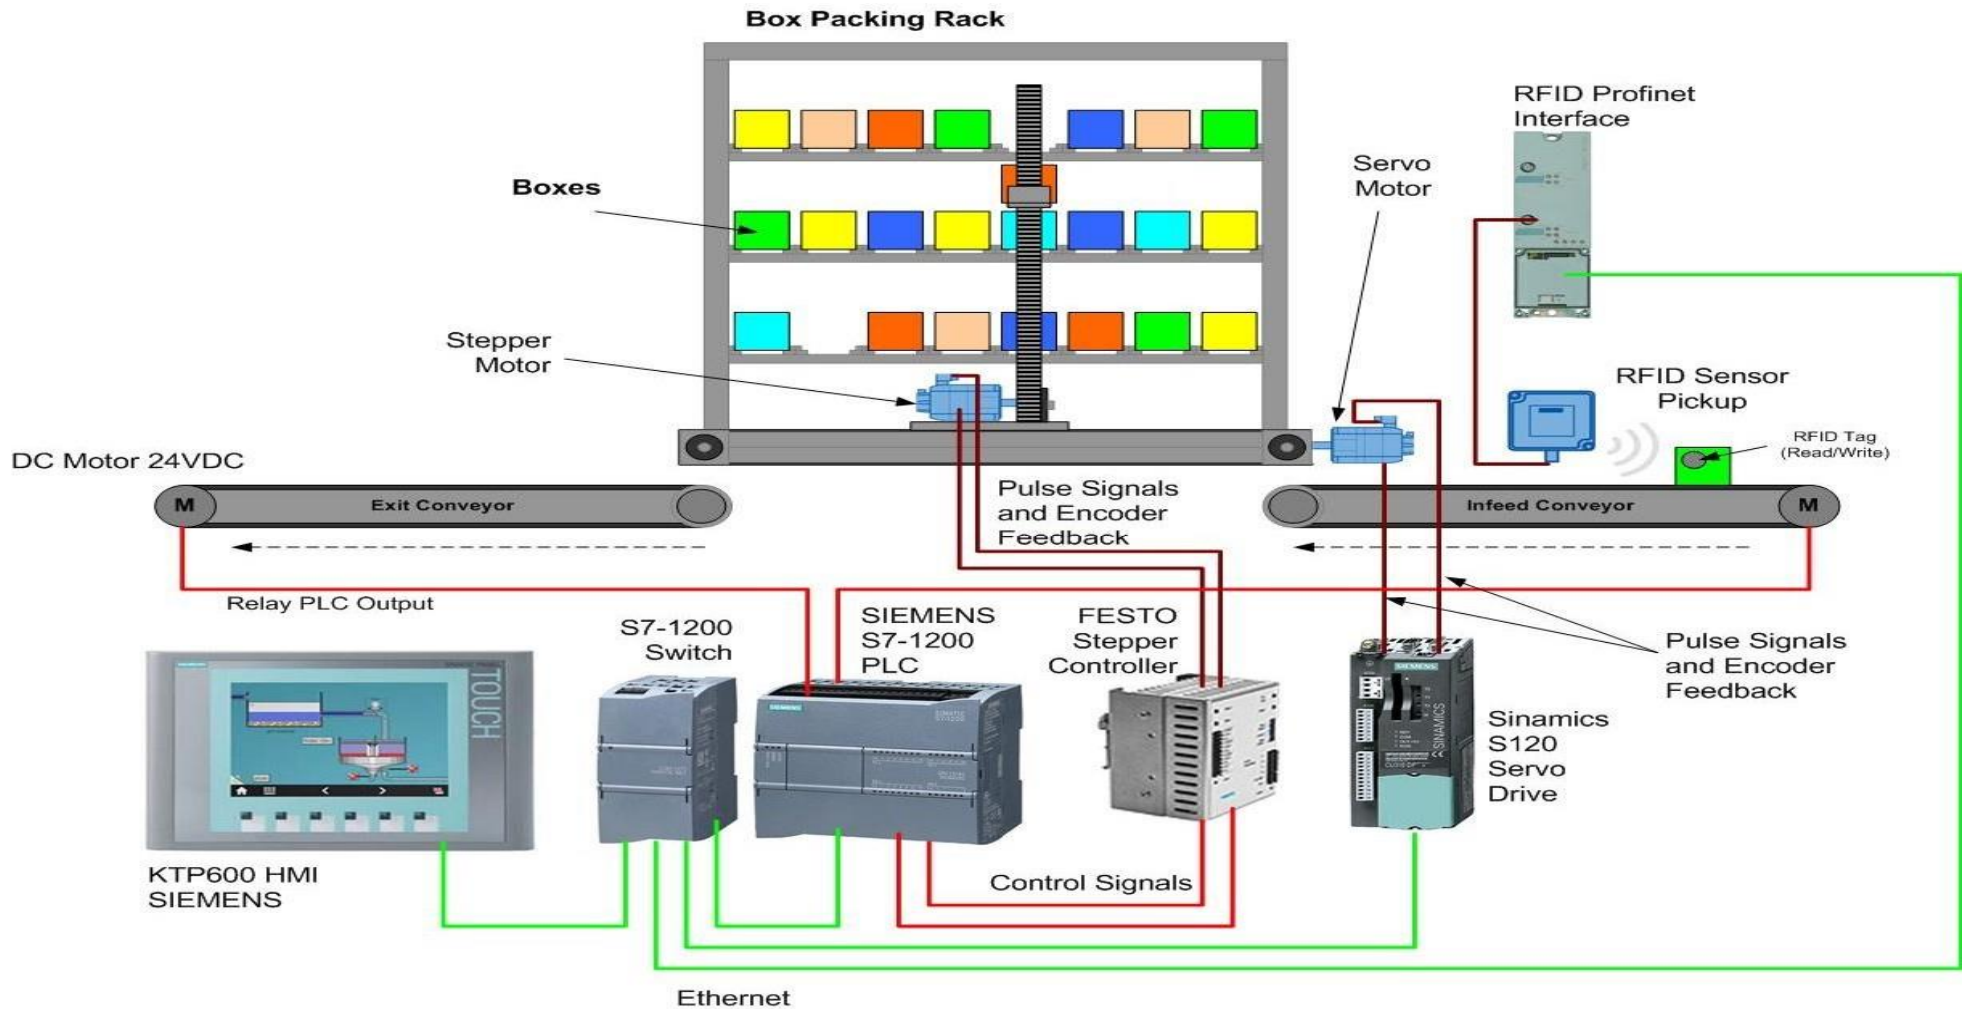 Box Packing Rack
RFID Profinet
Interface
Servo
Motor
Boxes
Stepper
Motor
RFID Sensor
Pickup
RFID Tag
(Read/Write)
DC Motor 24VDC
M
Exit Conveyor
Pulse Signals
and Encoder
Feedback
Infeed Conveyor
M
Relay PLC Output
S7-1200
Switch
SIEMENS
S7-1200
PLC
FESTO
Stepper
Controller
Pulse Signals
and Encoder
Feedback
TOUCH
SIEMENS
SINAMICS
Sinamics
S120
Servo
Drive
KTP600 HMI
SIEMENS
Control Signals
Ethernet